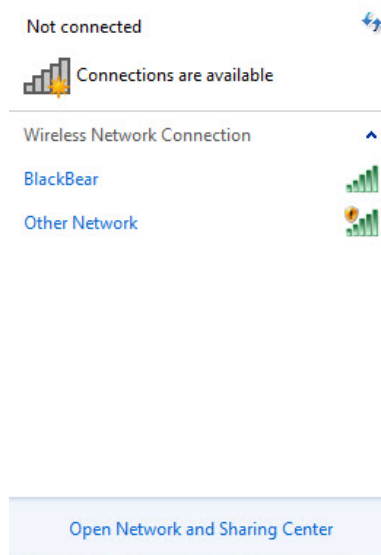 Not connected
Connections are available
Wireless Network Connection
BlackBear
Other Network
Open Network and Sharing Center